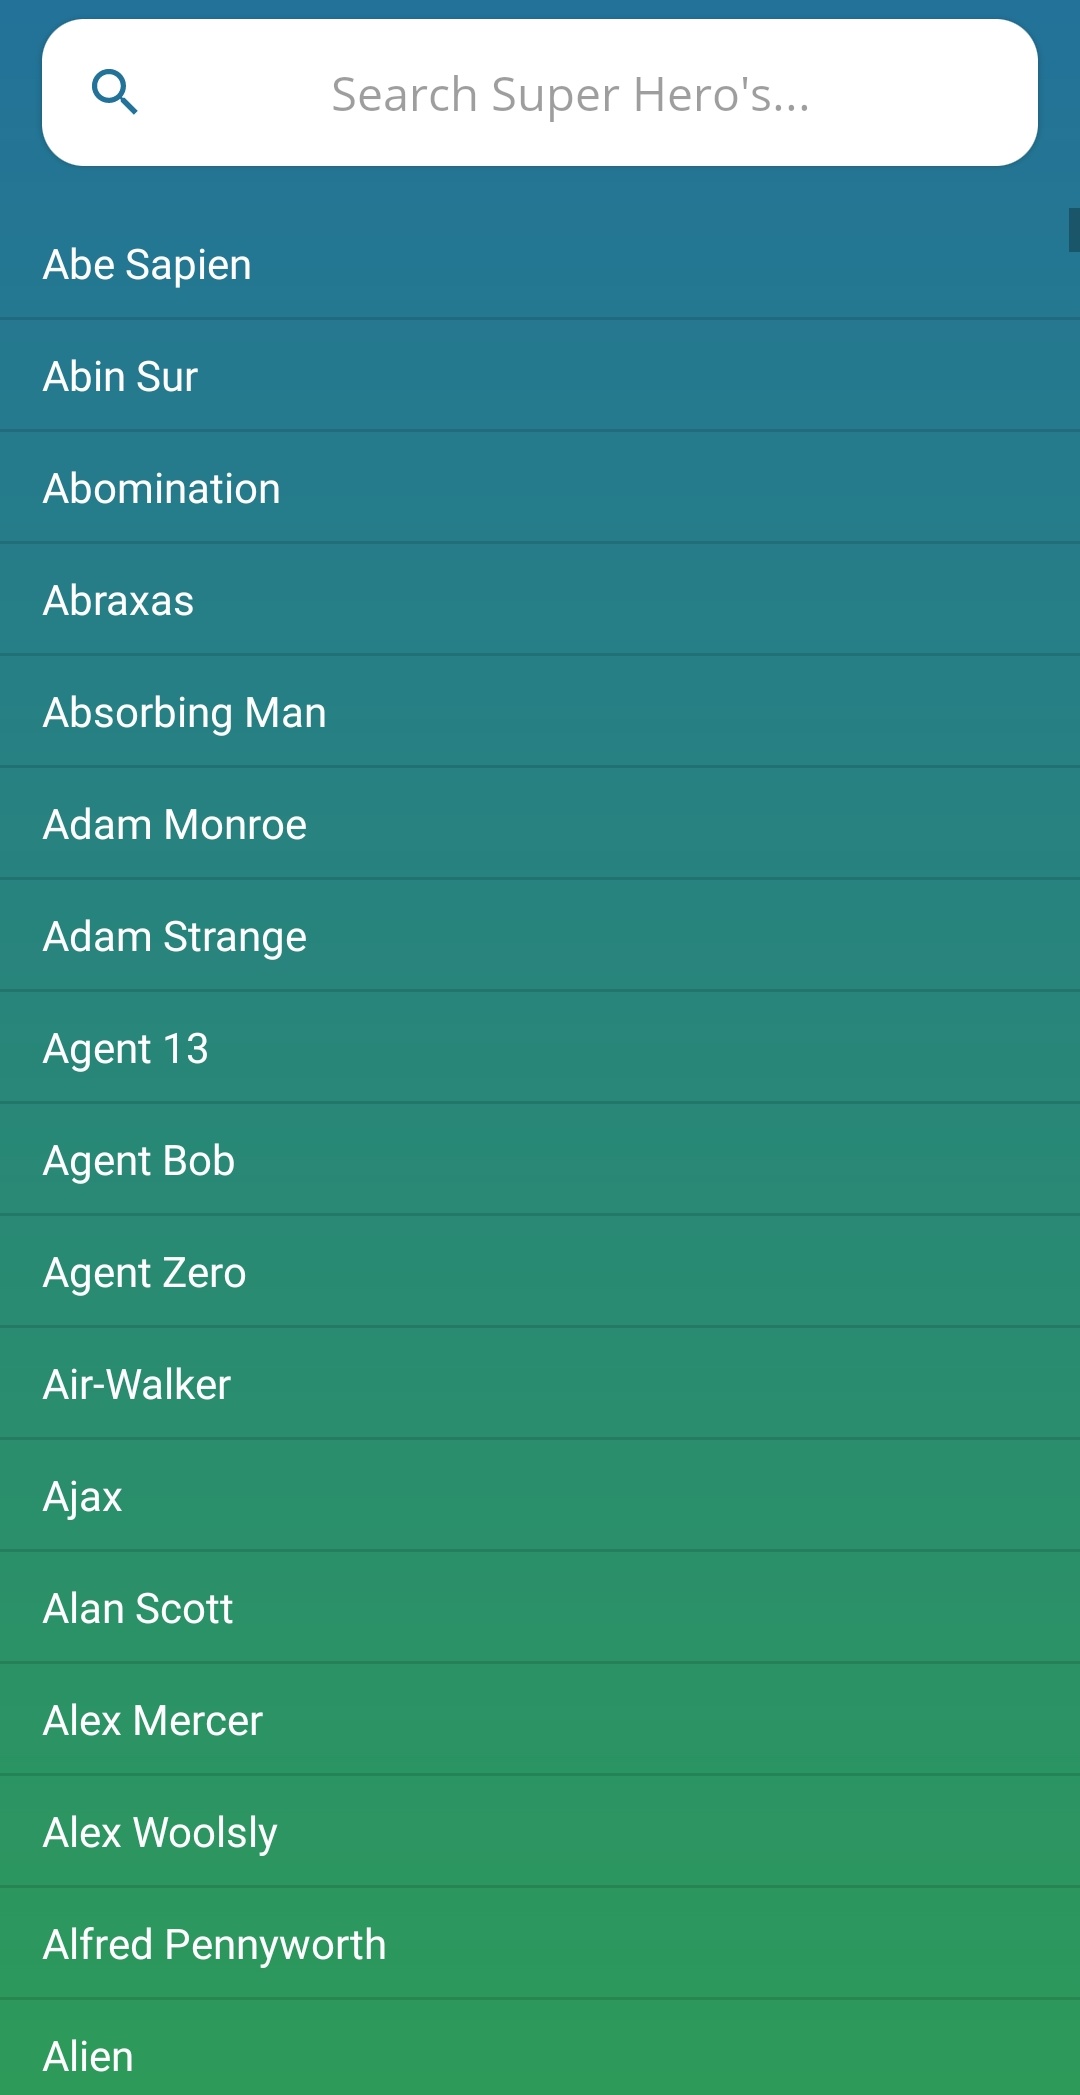 Search Super Hero's...
Abe Sapien
Abin Sur
Abomination
Abraxas
Absorbing Man
Adam Monroe
Adam Strange
Agent 13
Agent Bob
Agent Zero
Air-Walker
Ajax
Alan Scott
Alex Mercer
Alex Woolsly
Alfred Pennyworth
Alien